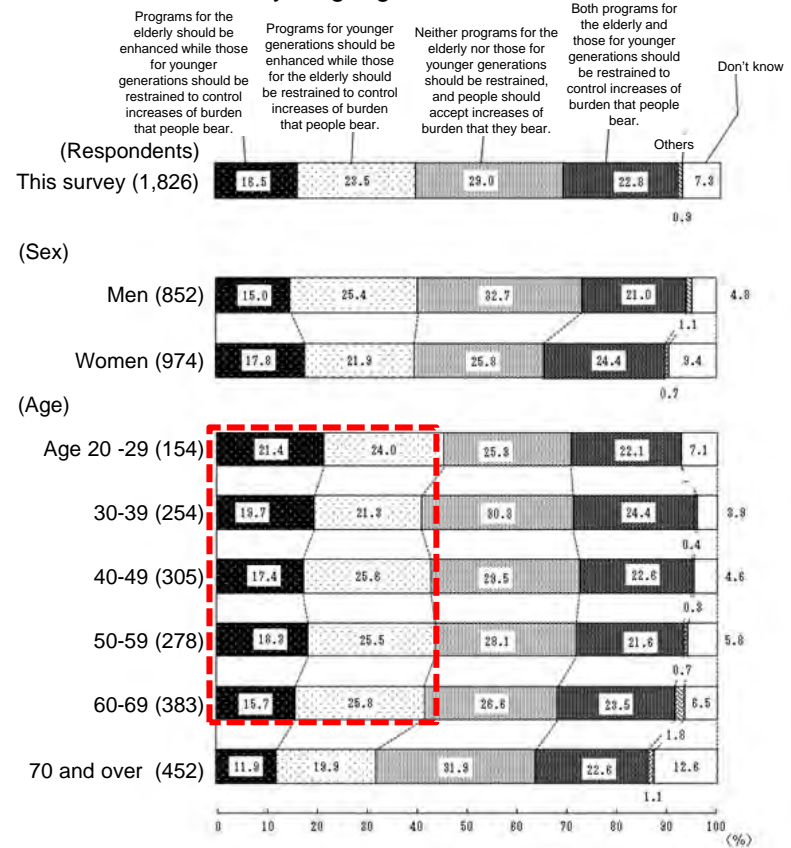 Programs for the
elderly should be
enhanced while those
for younger
generations should be
restrained to control
increases of burden
that people bear.
Programs for younger
generations should be
enhanced while those
for the elderly should
be restrained to control
increases of burden
that people bear.
Neither programs for the
elderly nor those for
younger generations
should be restrained,
and people should
accept increases of
burden that they bear.
Both programs for
the elderly and
those for younger
generations should
be restrained to
control increases of
burden that people
bear.
Others
Don't know
(Respondents)
This survey (1,826) 16.5 23.5 29.0 22.8 7.3
0.9
(Sex)
Men (852) 15.0 25.4 32.7 21.0 4.8
1.1
Women (974) 17.8 21.9 25.8 24.4 9.4
0.7
(Age)
Age 20 -29 (154) 21.4 24.0 25.3 22.1 7.1
30-39 (254) 19.7 21.3 30.3 24.4 3.9
0.4
40-49 (305) 17.4 25.6 29.5 22.6 4.6
0.3
50-59 (278) 18.3 25.5 28.1 21.6 5.8
0.7
60-69 (383) 15.7 25.8 26.6 23.5 6.5
1.8
70 and over (452) 11.9 19.9 31.9 22.6 12.6
1.1
0 10 20 30 40 50 60 70 80 90 100
(%)